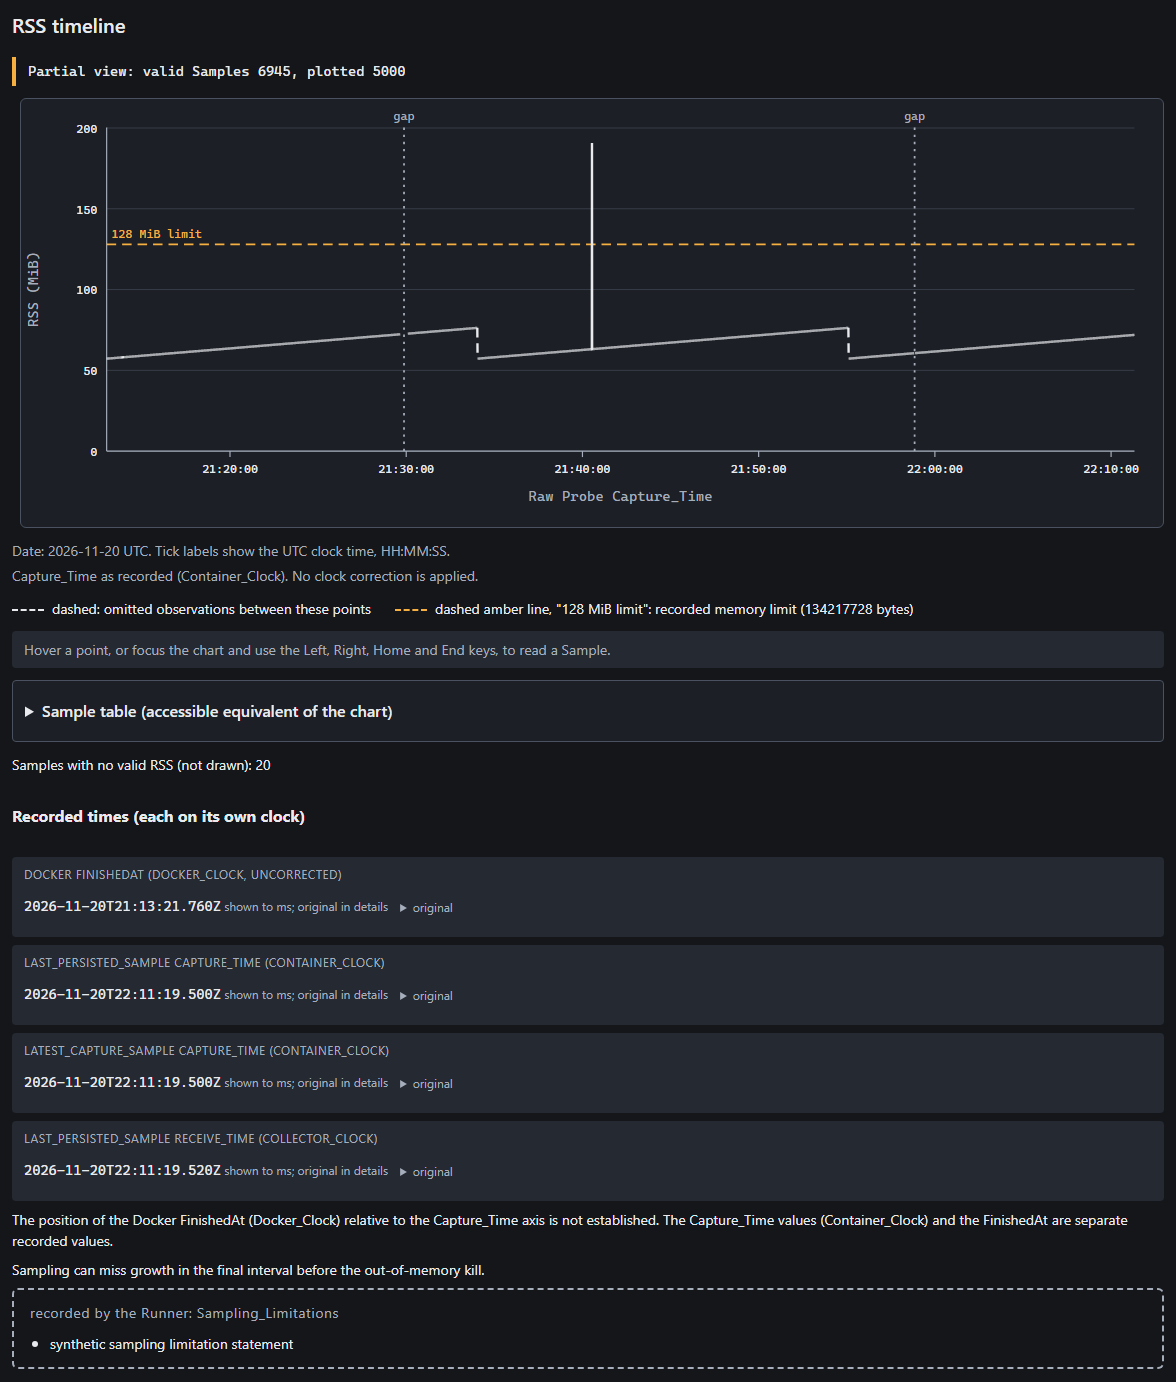 RSS timeline
Partial view: valid Samples 6945, plotted 5000
gap
gap
200
150
128 MiB limit
100
RSS (MiB)
50
0
21:20:00
21:30:00
21:40:00
21:50:00
22:00:00
22:10:00
Raw Probe Capture_Time
Date: 2026-11-20 UTC. Tick labels show the UTC clock time, HH:MM:SS.
Capture_Time as recorded (Container_Clock). No clock correction is applied.
dashed: omitted observations between these points
dashed amber line, "128 MiB limit": recorded memory limit (134217728 bytes)
Hover a point, or focus the chart and use the Left, Right, Home and End keys, to read a Sample.
Sample table (accessible equivalent of the chart)
Samples with no valid RSS (not drawn): 20
Recorded times (each on its own clock)
DOCKER FINISHEDAT (DOCKER_CLOCK, UNCORRECTED)
2026-11-20T21:13:21.760Z shown to ms; original in details original
LAST_PERSISTED_SAMPLE CAPTURE_TIME (CONTAINER_CLOCK)
2026-11-20T22:11:19.500Z shown to ms; original in details original
LATEST_CAPTURE_SAMPLE CAPTURE_TIME (CONTAINER_CLOCK)
2026-11-20T22:11:19.500Z shown to ms; original in details original
LAST_PERSISTED_SAMPLE RECEIVE_TIME (COLLECTOR_CLOCK)
2026-11-20T22:11:19.520Z shown to ms; original in details original
The position of the Docker FinishedAt (Docker_Clock) relative to the Capture_Time axis is not established. The Capture_Time values (Container_Clock) and the FinishedAt are separate
recorded values.
Sampling can miss growth in the final interval before the out-of-memory kill.
recorded by the Runner: Sampling_Limitations
synthetic sampling limitation statement